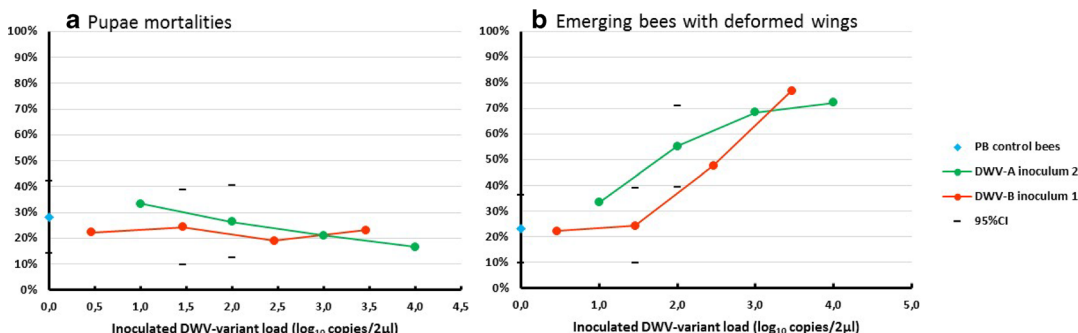 a Pupae mortalities
100%
90%
80%
70%
60%
50%
40%
30%
20%
10%
0%
0,0 0,5 1,0 1,5 2,0 2,5 3,0 3,5 4,0 4,5
Inoculated DWV-variant load (log10 copies/2µl)
b Emerging bees with deformed wings
100%
90%
80%
70%
60%
50%
40%
30%
20%
10%
0%
0,0 1,0 2,0 3,0 4,0 5,0
Inoculated DWV-variant load (log10 copies/2µl)
PB control bees
DWV-A inoculum 2
DWV-B inoculum 1
95%CI